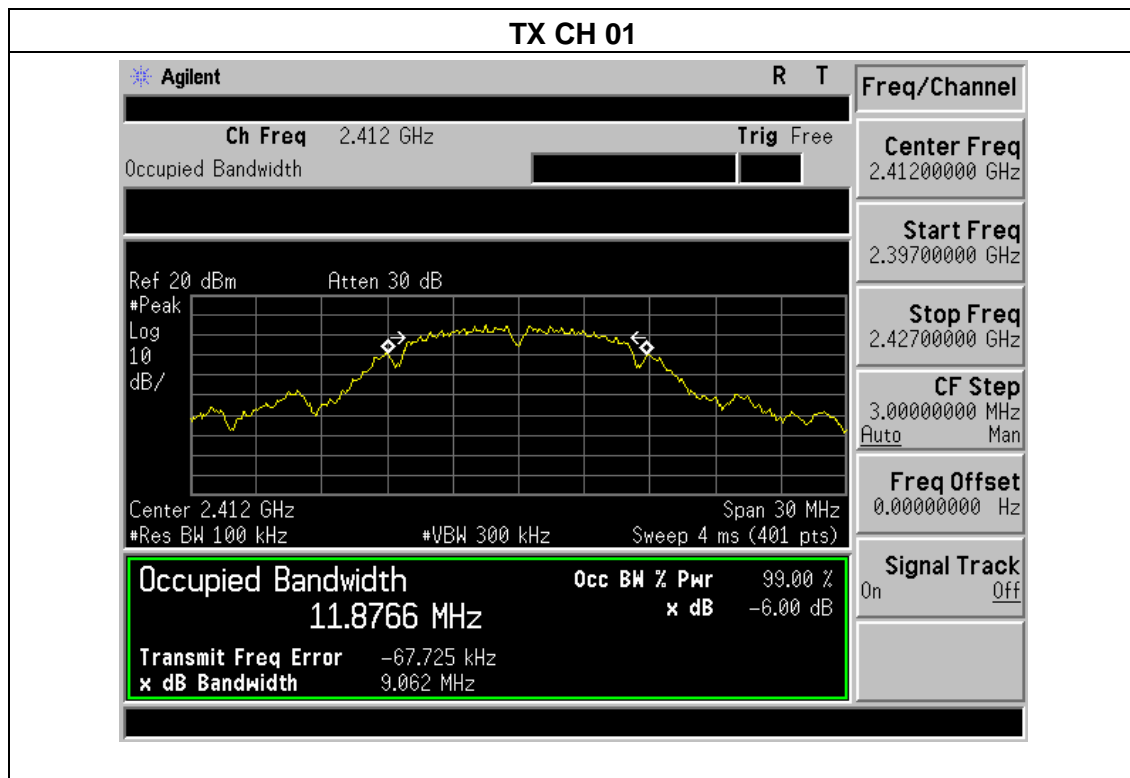 TX CH 01
Agilent R T
Freq/Channel
Ch Freq 2.412 GHz Trig Free
Occupied Bandwidth
Center Freq
2.41200000 GHz
Start Freq
2.39700000 GHz
Stop Freq
2.42700000 GHz
CF Step
3.00000000 MHz
Auto Man
Freq Offset
0.00000000 Hz
Signal Track
On Off
Ref 20 dBm Atten 30 dB
#Peak
Log
10
dB/
Center 2.412 GHz Span 30 MHz
#Res BW 100 kHz #VBW 300 kHz Sweep 4 ms (401 pts)
Occupied Bandwidth Occ BW % Pwr 99.00 %
11.8766 MHz x dB -6.00 dB
Transmit Freq Error -67.725 kHz
x dB Bandwidth 9.062 MHz